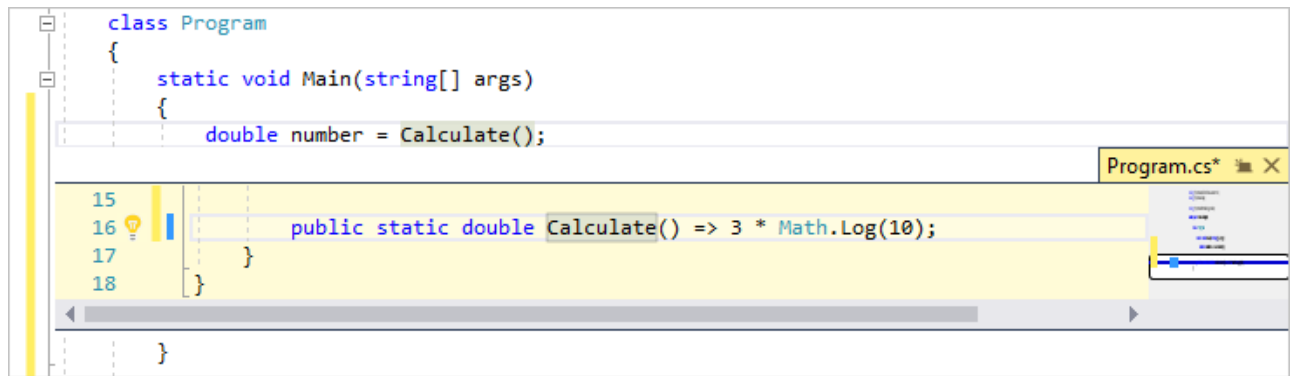 class Program
{
static void Main(string[] args)
{
double number = Calculate();
Program.cs*
15
16 public static double Calculate() => 3 * Math.Log(10);
17 }
18 }
}